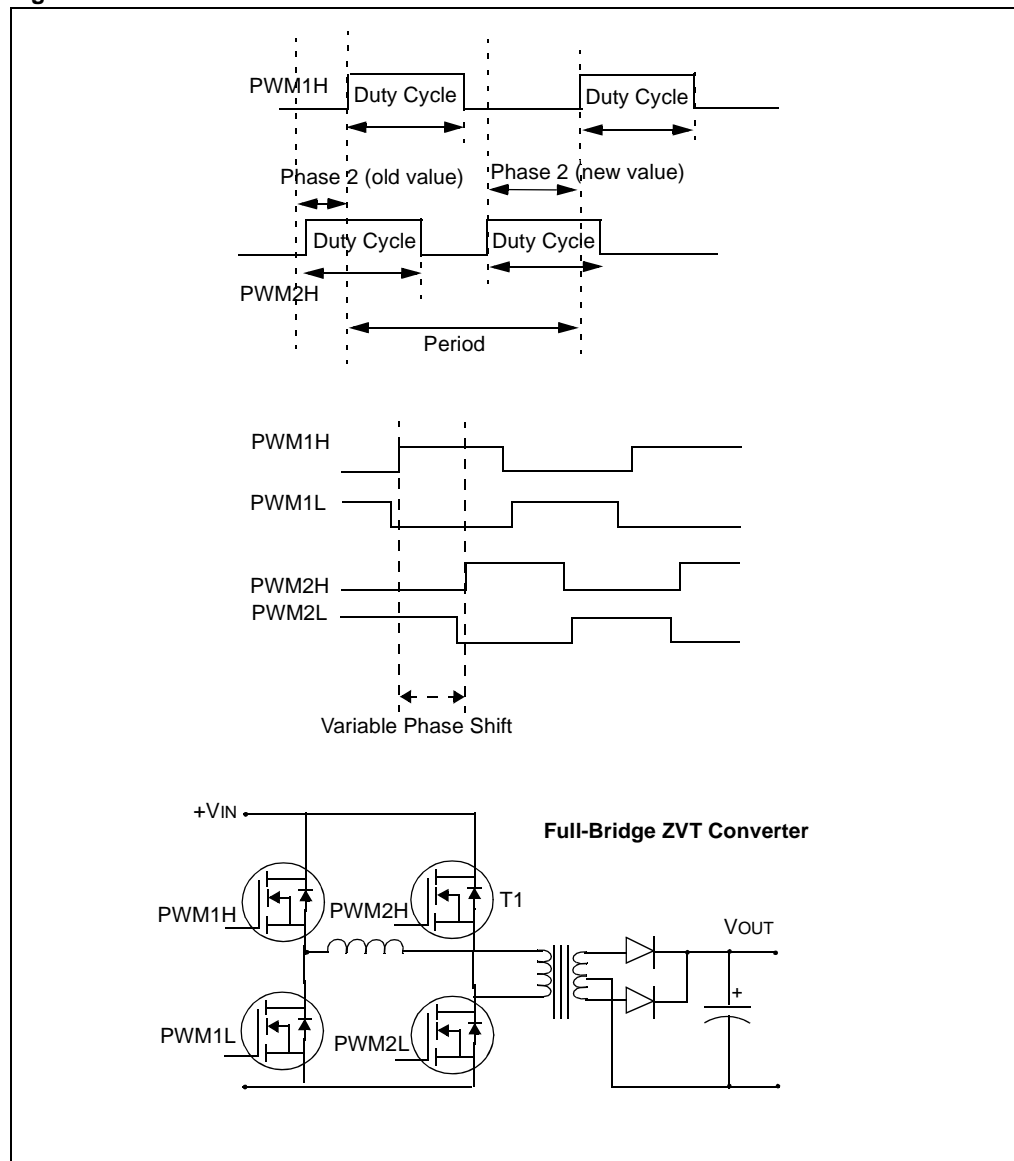 PWM1H
Duty Cycle
Duty Cycle
Phase 2 (old value)
Phase 2 (new value)
Duty Cycle
Duty Cycle
PWM2H
Period
PWM1H
PWM1L
PWM2H
PWM2L
Variable Phase Shift
+VIN
Full-Bridge ZVT Converter
T1
PWM1H
PWM2H
VOUT
+
PWM1L
PWM2L